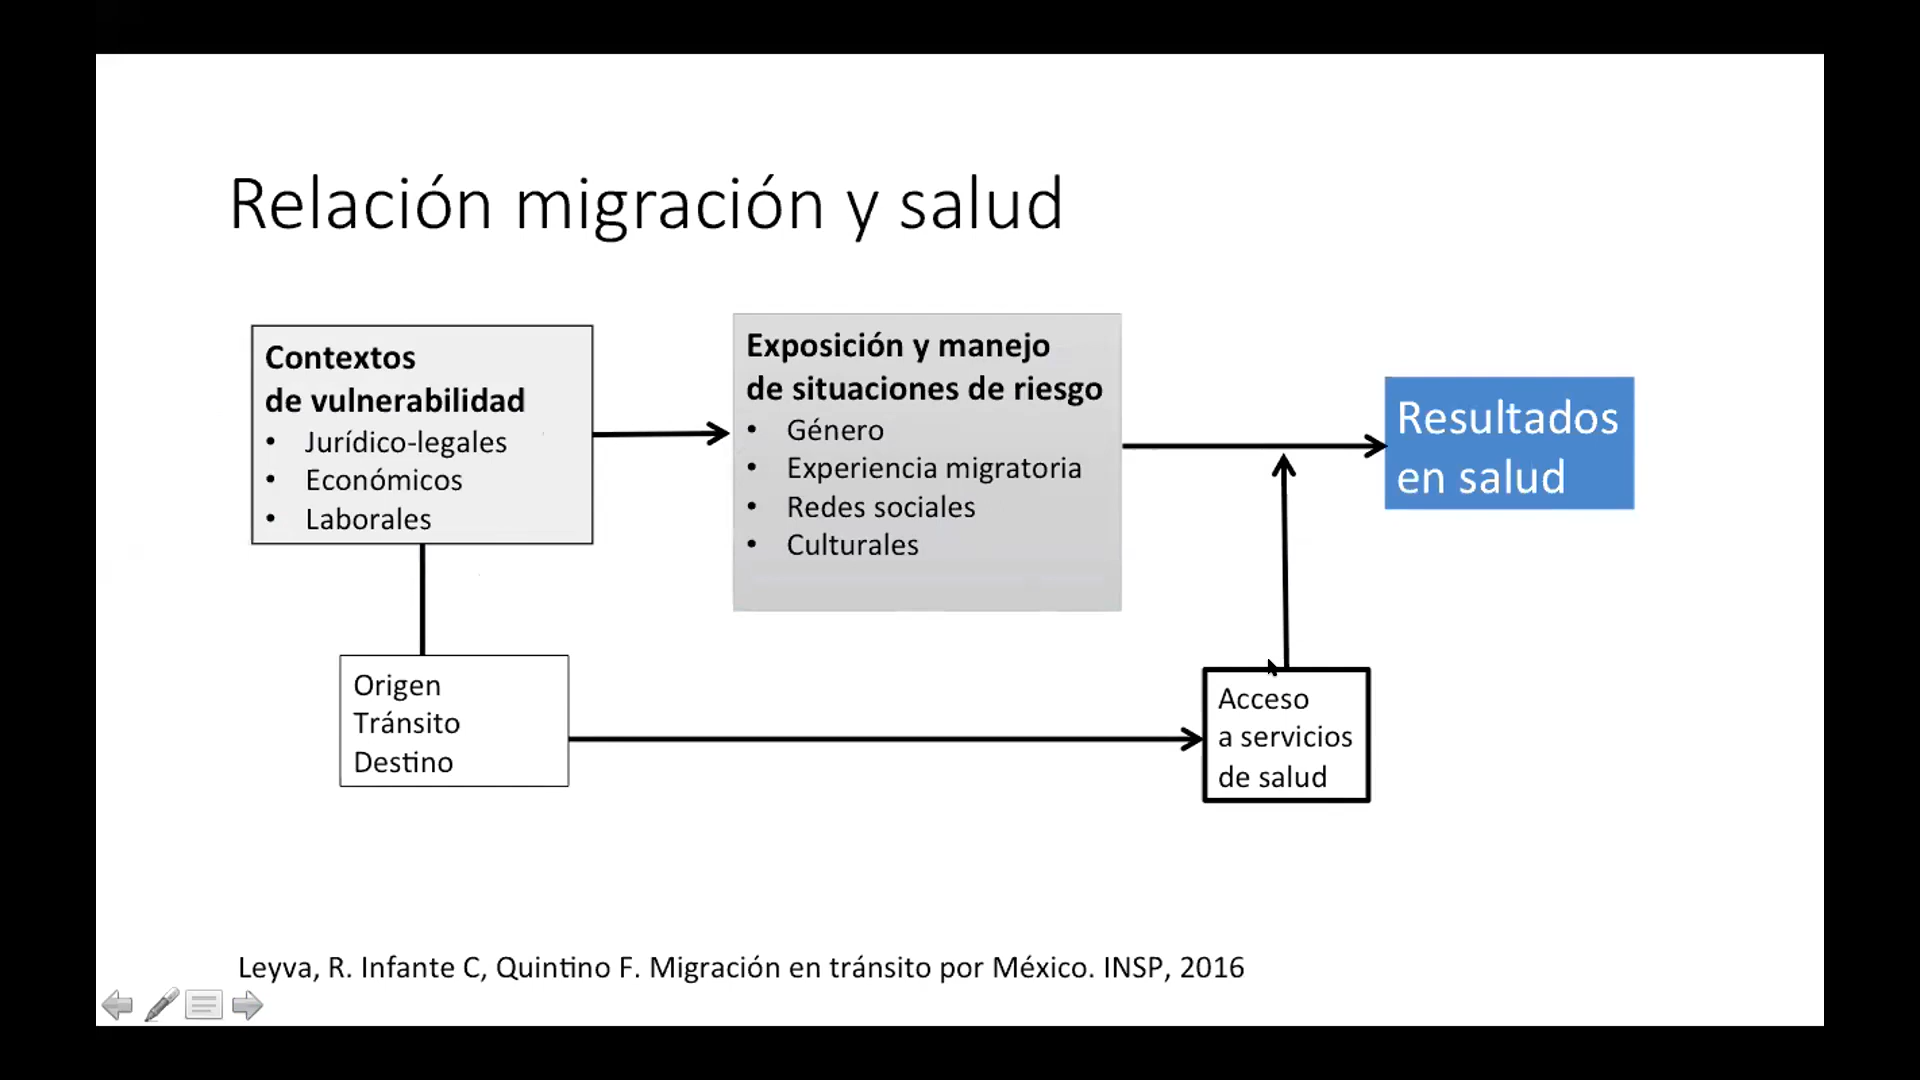 Relación migración y salud
Contextos
de vulnerabilidad
• Jurídico-legales
• Económicos
• Laborales
Exposición y manejo
de situaciones de riesgo
• Género
• Experiencia migratoria
• Redes sociales
• Culturales
Resultados
en salud
Origen
Tránsito
Destino
Acceso
a servicios
de salud
Leyva, R. Infante C, Quintino F. Migración en tránsito por México. INSP, 2016